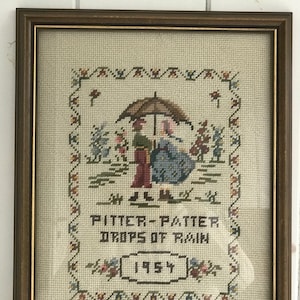 PITTER-PATTER
DROPS OF RAIN
1954